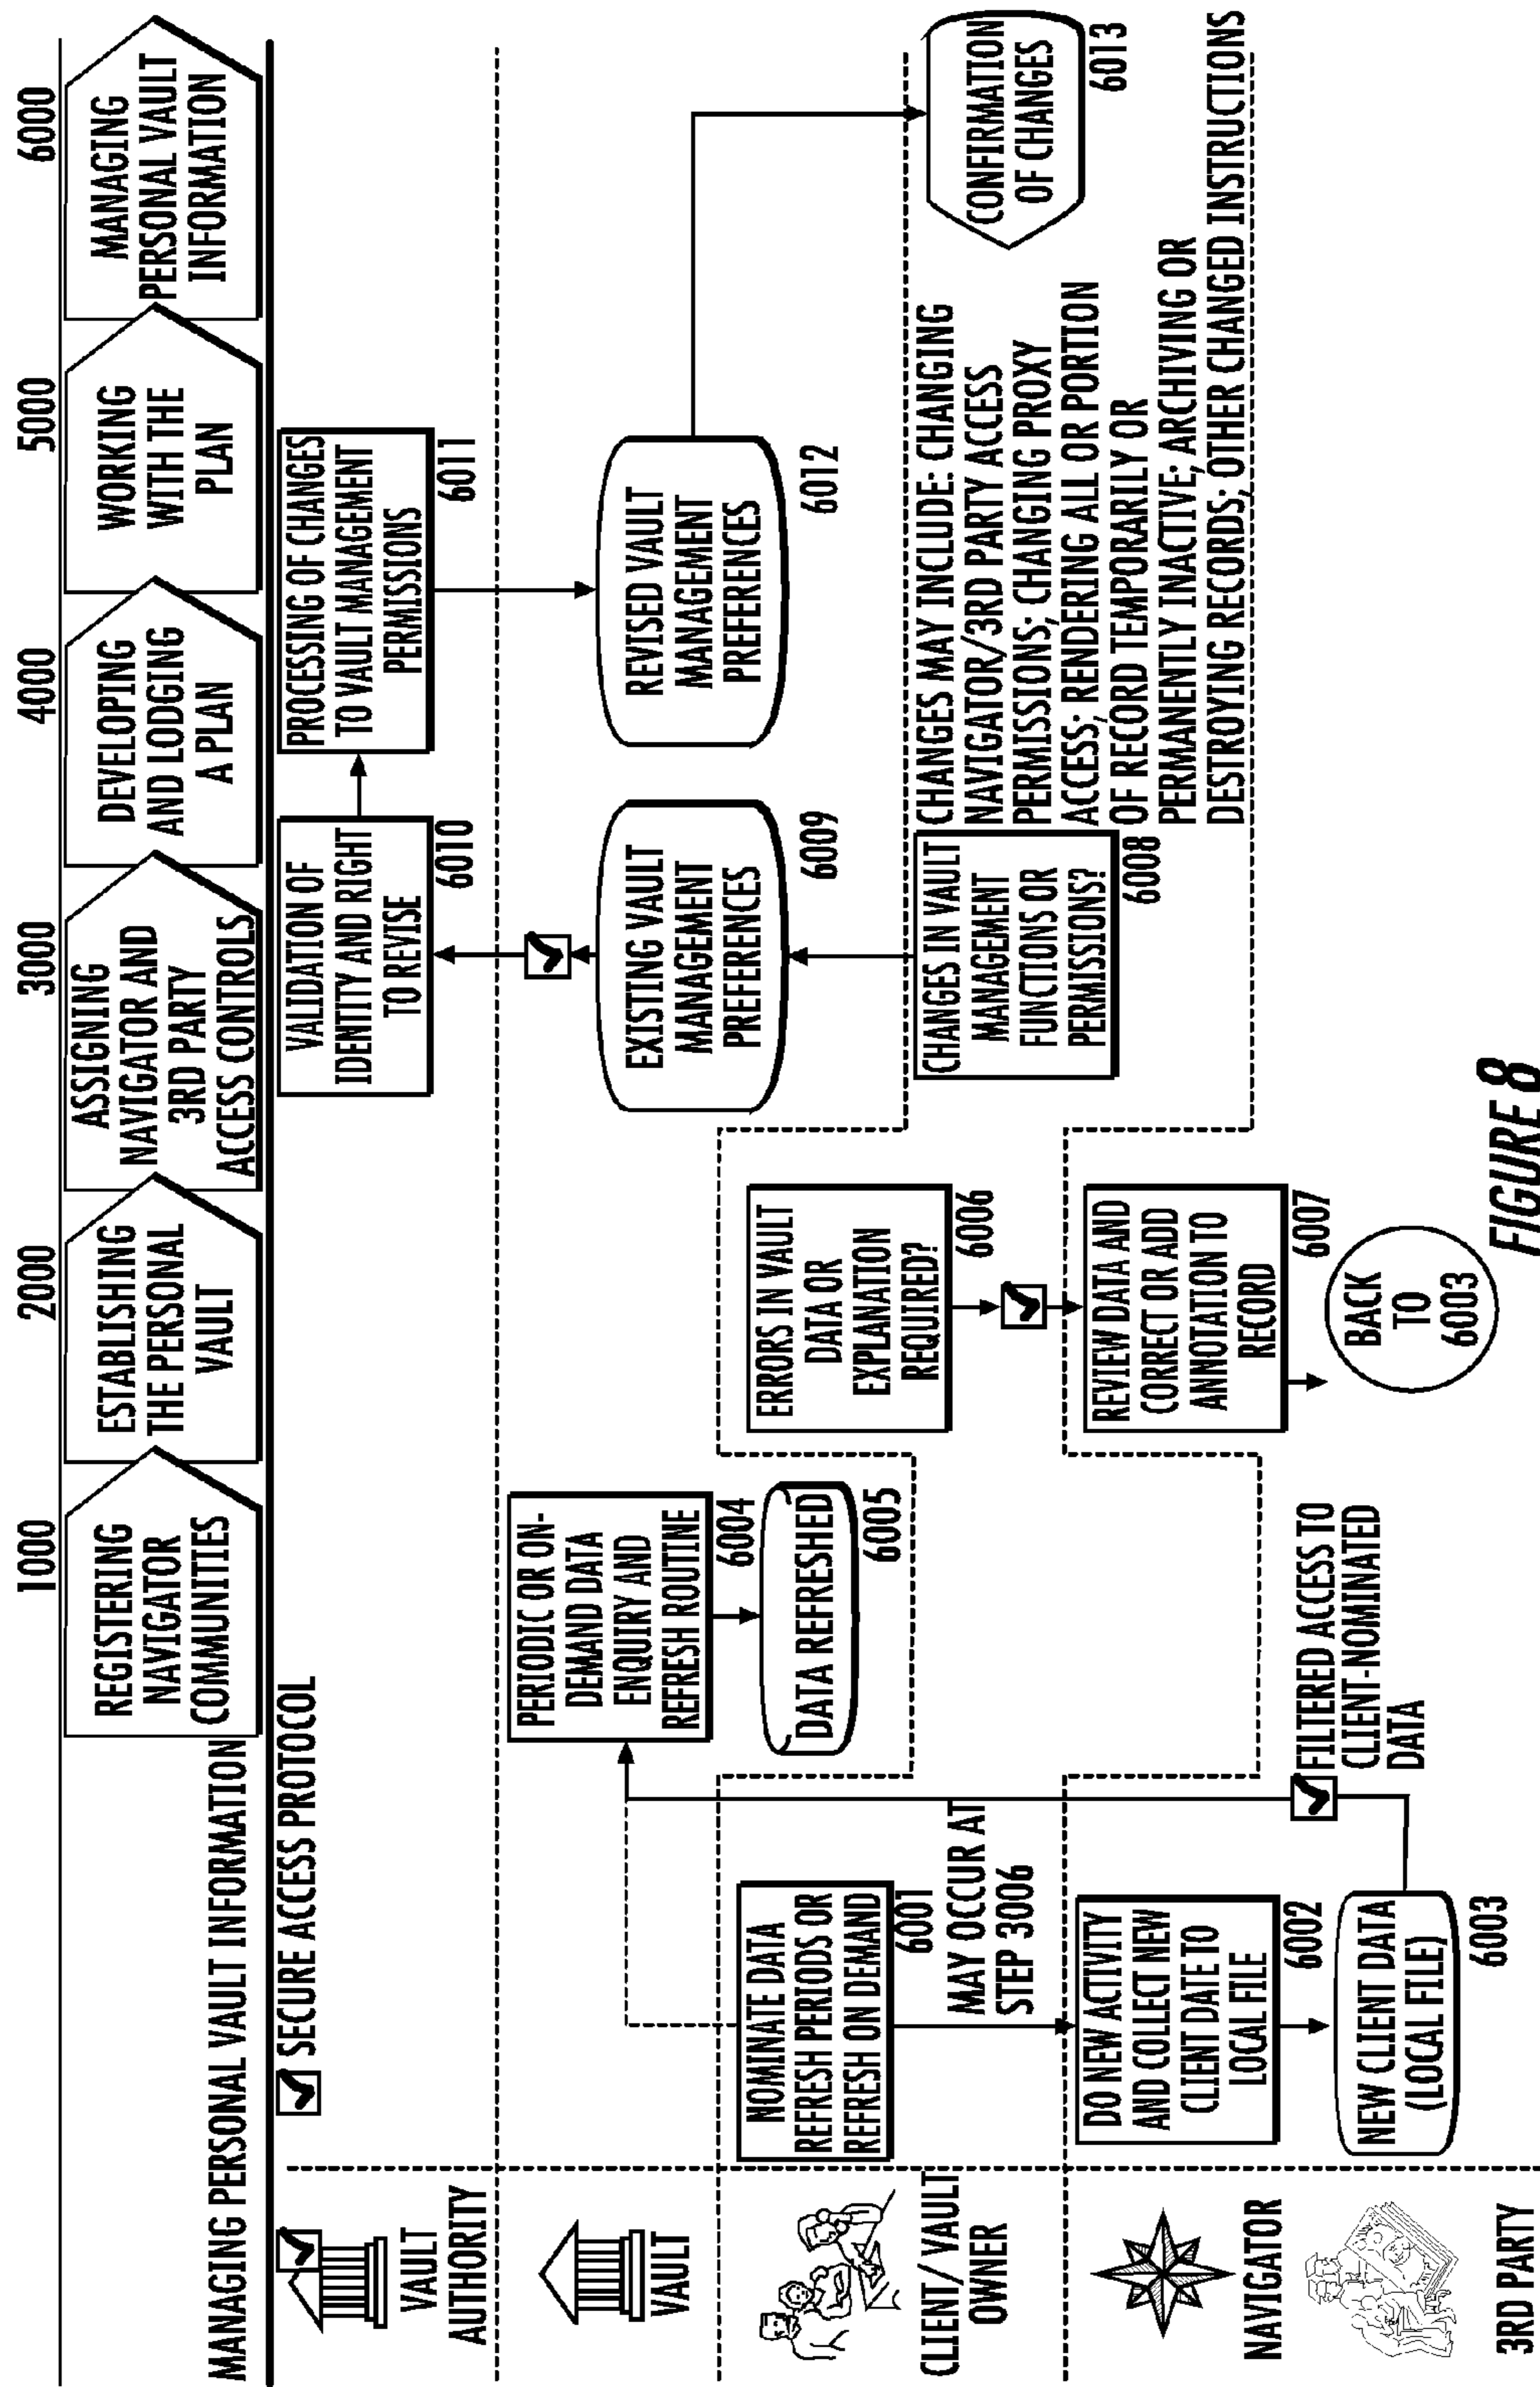 1000
2000
3000
4000
5000
6000
REGISTERING
NAVIGATOR
COMMUNITIES
ESTABLISHING
THE PERSONAL
VAULT
ASSIGNING
NAVIGATOR AND
3RD PARTY
ACCESS CONTROLS
DEVELOPING
AND LODGING
A PLAN
WORKING
WITH THE
PLAN
MANAGING
PERSONAL VAULT
INFORMATION
MANAGING PERSONAL VAULT INFORMATION
SECURE ACCESS PROTOCOL
VAULT
AUTHORITY
VALIDATION OF
IDENTITY AND RIGHT
TO REVISE
6010
PROCESSING OF CHANGES
TO VAULT MANAGEMENT
PERMISSIONS
6011
VAULT
PERIODIC OR ON-
DEMAND DATA
ENQUIRY AND
REFRESH ROUTINE
6004
DATA REFRESHED
6005
EXISTING VAULT
MANAGEMENT
PREFERENCES
6009
REVISED VAULT
MANAGEMENT
PREFERENCES
6012
CLIENT/VAULT
OWNER
NOMINATE DATA
REFRESH PERIODS OR
REFRESH ON DEMAND
6001
MAY OCCUR AT
STEP 3006
ERRORS IN VAULT
DATA OR
EXPLANATION
REQUIRED?
6006
CHANGES IN VAULT
MANAGEMENT
FUNCTIONS OR
PERMISSIONS?
6008
CHANGES MAY INCLUDE: CHANGING
NAVIGATOR/3RD PARTY ACCESS
PERMISSIONS; CHANGING PROXY
ACCESS; RENDERING ALL OR PORTION
OF RECORD TEMPORARILY OR
PERMANENTLY INACTIVE; ARCHIVING OR
DESTROYING RECORDS; OTHER CHANGED INSTRUCTIONS
CONFIRMATION
OF CHANGES
6013
NAVIGATOR
3RD PARTY
DO NEW ACTIVITY
AND COLLECT NEW
CLIENT DATE TO
LOCAL FILE
6002
NEW CLIENT DATA
(LOCAL FILE)
6003
FILTERED ACCESS TO
CLIENT-NOMINATED
DATA
REVIEW DATA AND
CORRECT OR ADD
ANNOTATION TO
RECORD
6007
BACK
TO
6003
FIGURE 8